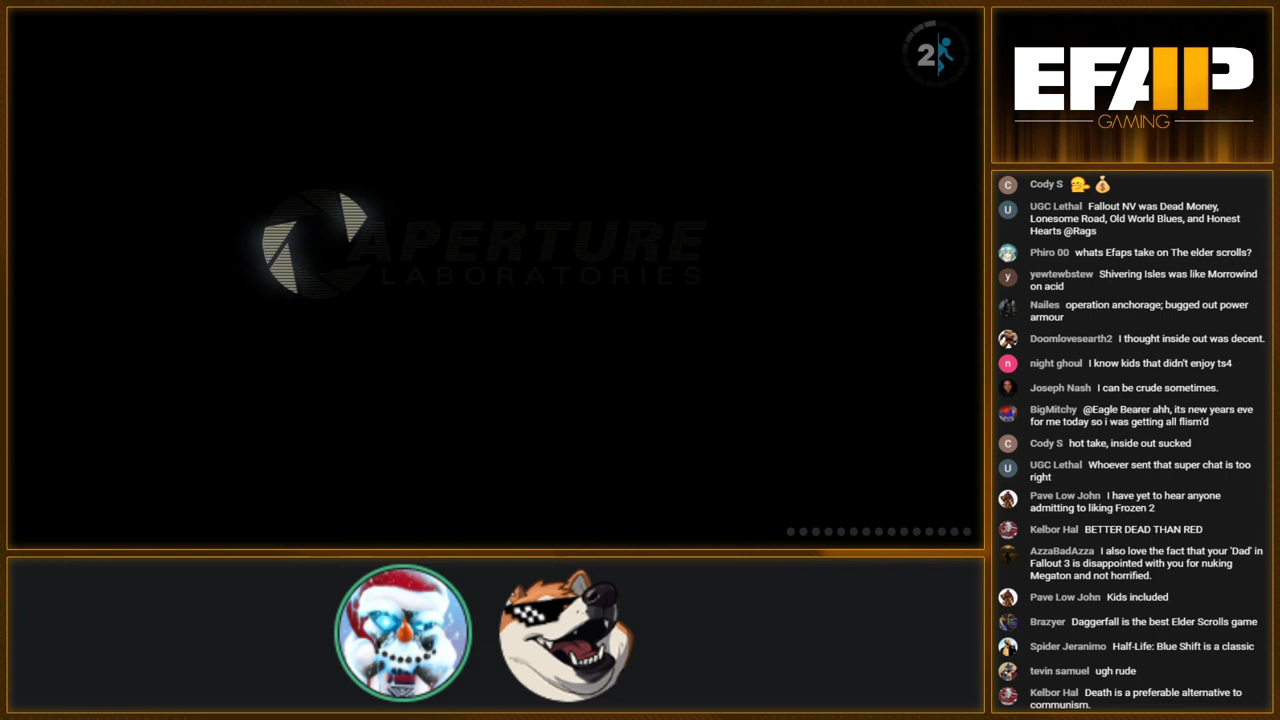 2
APERTURE
LABORATORIES
EFAP
GAMING
C
Cody S
U
UGC Lethal Fallout NV was Dead Money,
Lonesome Road, Old World Blues, and Honest
Hearts @Rags
Phiro 00 whats Efaps take on The elder scrolls?
y
yewtewbstew Shivering Isles was like Morrowind
on acid
Nailes operation anchorage; bugged out power
armour
Doomlovesearth2 I thought inside out was decent.
n
night ghoul I know kids that didn't enjoy ts4
Joseph Nash I can be crude sometimes.
BigMitchy @Eagle Bearer ahh, its new years eve
for me today so i was getting all flism'd
C
Cody S hot take, inside out sucked
U
UGC Lethal Whoever sent that super chat is too
right
Pave Low John I have yet to hear anyone
admitting to liking Frozen 2
Kelbor Hal BETTER DEAD THAN RED
AzzaBadAzza I also love the fact that your 'Dad' in
Fallout 3 is disappointed with you for nuking
Megaton and not horrified.
Pave Low John Kids included
Brazyer Daggerfall is the best Elder Scrolls game
Spider Jeranimo Half-Life: Blue Shift is a classic
tevin samuel ugh rude
Kelbor Hal Death is a preferable alternative to
communism.